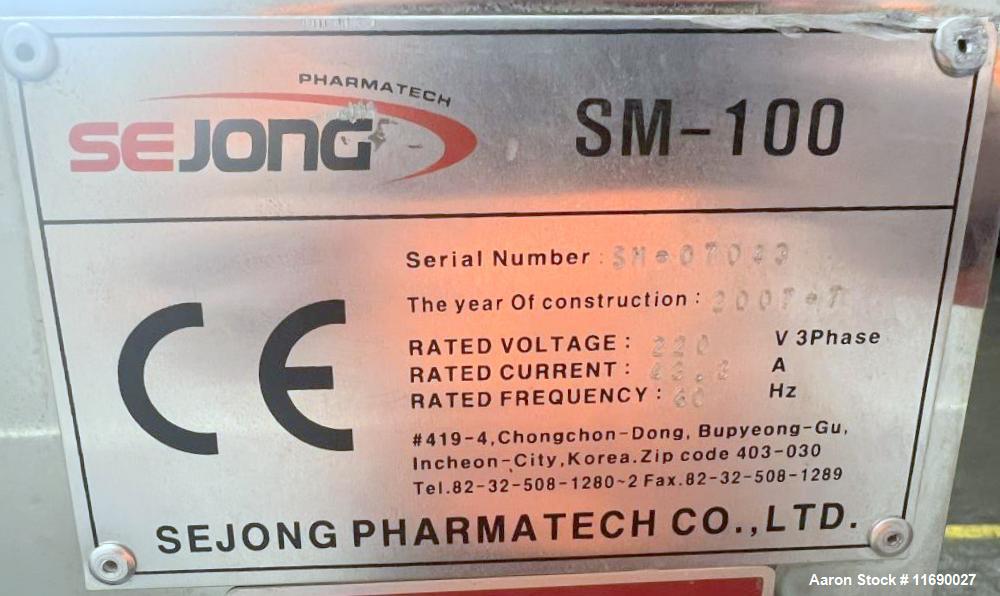 PHARMATECH
SEJONG
SM-100
Serial Number :
The year Of construction :
RATED VOLTAGE : 220 V 3Phase
RATED CURRENT : A
RATED FREQUENCY : 60 Hz
#419-4,Chongchon-Dong, Bupyeong-Gu,
Incheon-City,Korea.Zip code 403-030
Tel.82-32-508-1280~2 Fax.82-32-508-1289
SEJONG PHARMATECH CO.,LTD.
CE
Aaron Stock # 11690027